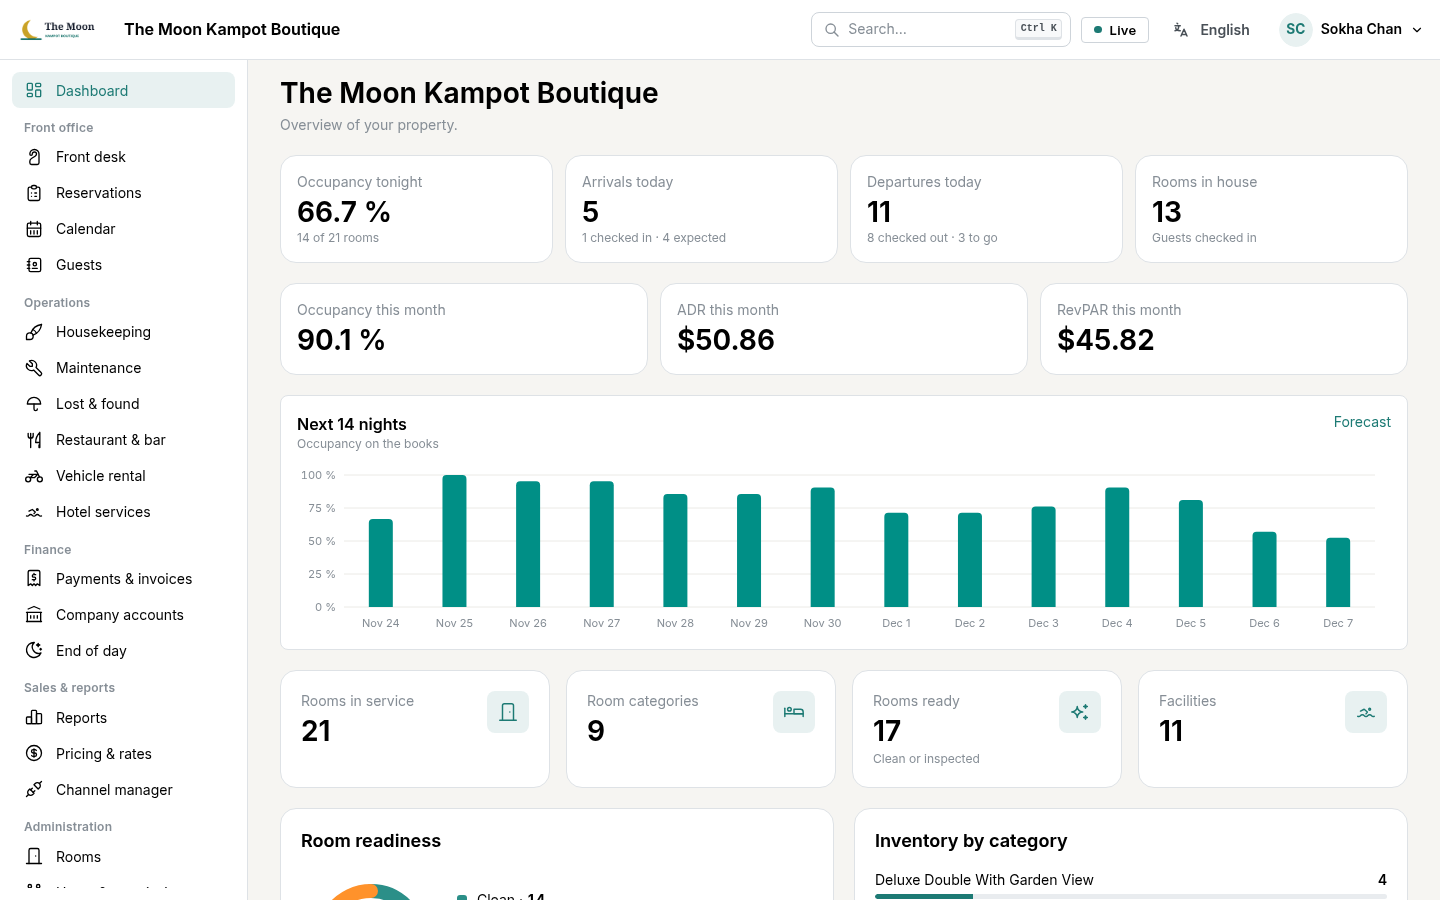 The Moon
KAMPOT BOUTIQUE
The Moon Kampot Boutique
Search...
Ctrl K
Live
English
SC
Sokha Chan
Dashboard
Front office
Front desk
Reservations
Calendar
Guests
Operations
Housekeeping
Maintenance
Lost & found
Restaurant & bar
Vehicle rental
Hotel services
Finance
Payments & invoices
Company accounts
End of day
Sales & reports
Reports
Pricing & rates
Channel manager
Administration
Rooms
The Moon Kampot Boutique
Overview of your property.
Occupancy tonight
66.7 %
14 of 21 rooms
Arrivals today
5
1 checked in · 4 expected
Departures today
11
8 checked out · 3 to go
Rooms in house
13
Guests checked in
Occupancy this month
90.1 %
ADR this month
$50.86
RevPAR this month
$45.82
Next 14 nights
Occupancy on the books
Forecast
100 %
75 %
50 %
25 %
0 %
Nov 24 Nov 25 Nov 26 Nov 27 Nov 28 Nov 29 Nov 30 Dec 1 Dec 2 Dec 3 Dec 4 Dec 5 Dec 6 Dec 7
Rooms in service
21
Room categories
9
Rooms ready
17
Clean or inspected
Facilities
11
Room readiness
Clean · 14
Inventory by category
Deluxe Double With Garden View 4